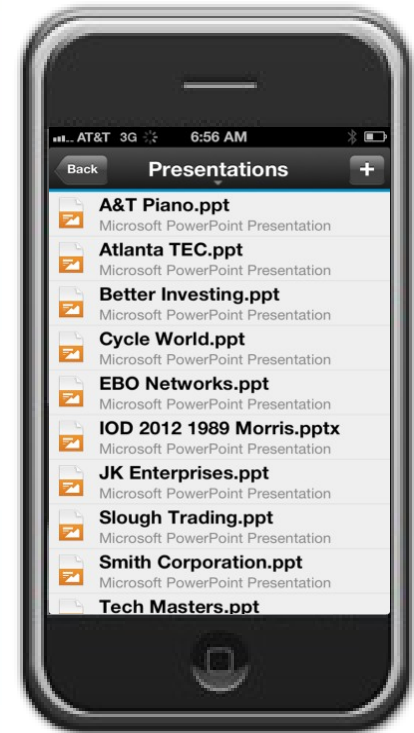 AT&T 3G 6:56 AM
Back Presentations +
A&T Piano.ppt
Microsoft PowerPoint Presentation
Atlanta TEC.ppt
Microsoft PowerPoint Presentation
Better Investing.ppt
Microsoft PowerPoint Presentation
Cycle World.ppt
Microsoft PowerPoint Presentation
EBO Networks.ppt
Microsoft PowerPoint Presentation
IOD 2012 1989 Morris.pptx
Microsoft PowerPoint Presentation
JK Enterprises.ppt
Microsoft PowerPoint Presentation
Slough Trading.ppt
Microsoft PowerPoint Presentation
Smith Corporation.ppt
Microsoft PowerPoint Presentation
Tech Masters.ppt